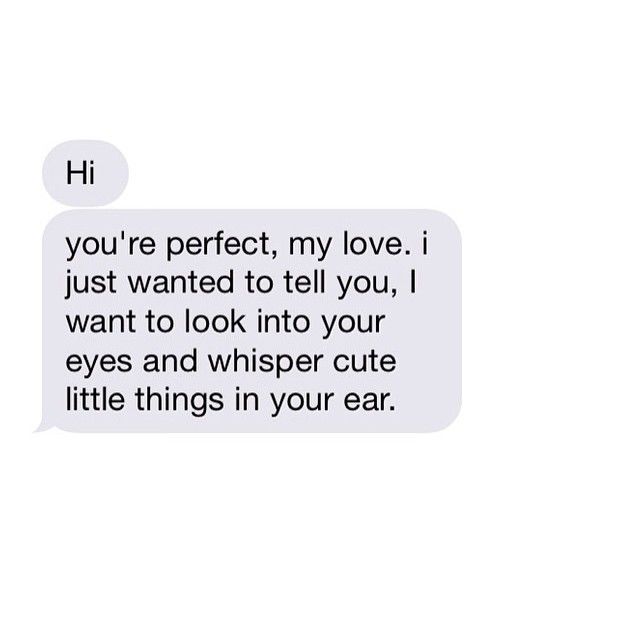 Hi
you're perfect, my love. i
just wanted to tell you, I
want to look into your
eyes and whisper cute
little things in your ear.